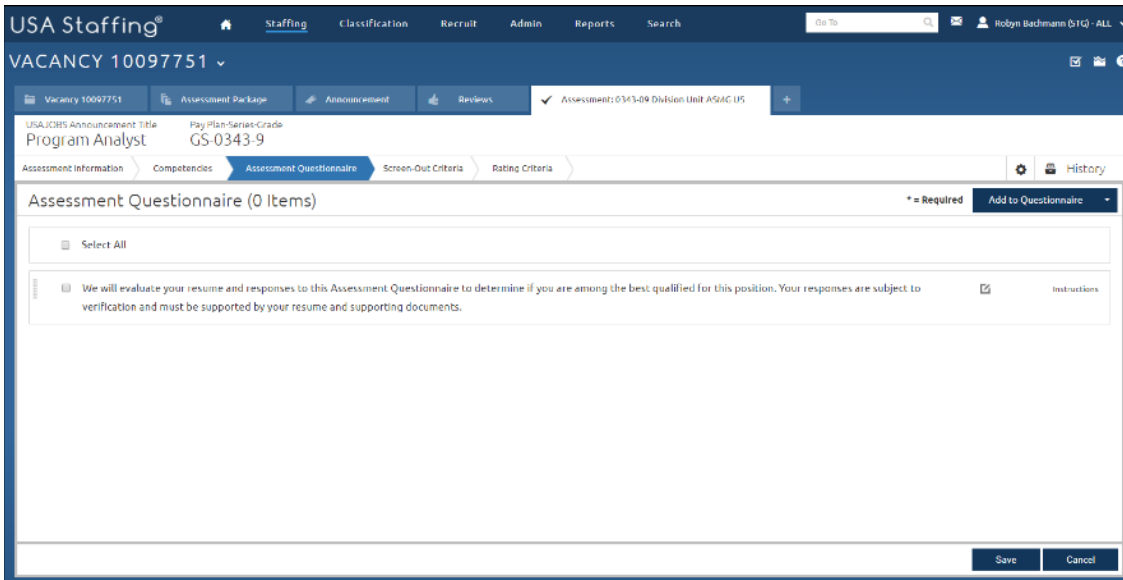 USA Staffing®
Staffing Classification Recruit Admin Reports Search
Go To
Robyn Bachmann (STG) - ALL
VACANCY 10097751
Vacancy 10097751
Assessment Package
Announcement
Reviews
Assessment: 0343-09 Division Unit ASMG US
+
USAJOBS Announcement Title Pay Plan-Series-Grade
Program Analyst GS-0343-9
Assessment Information Competencies Assessment Questionnaire Screen-Out Criteria Rating Criteria History
Assessment Questionnaire (0 Items) * = Required Add to Questionnaire
Select All
We will evaluate your resume and responses to this Assessment Questionnaire to determine if you are among the best qualified for this position. Your responses are subject to Instructions
verification and must be supported by your resume and supporting documents.
Save Cancel